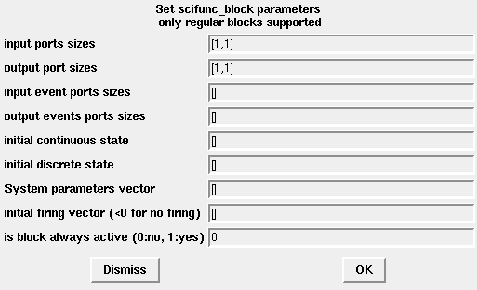 Set scifunc_block parameters
only regular blocks supported
input ports sizes [1,1]
output port sizes [1,1]
input event ports sizes []
output events ports sizes []
initial continuous state []
initial discrete state []
System parameters vector []
initial firing vector (<0 for no firing) []
is block always active (0:no, 1:yes) 0
Dismiss OK